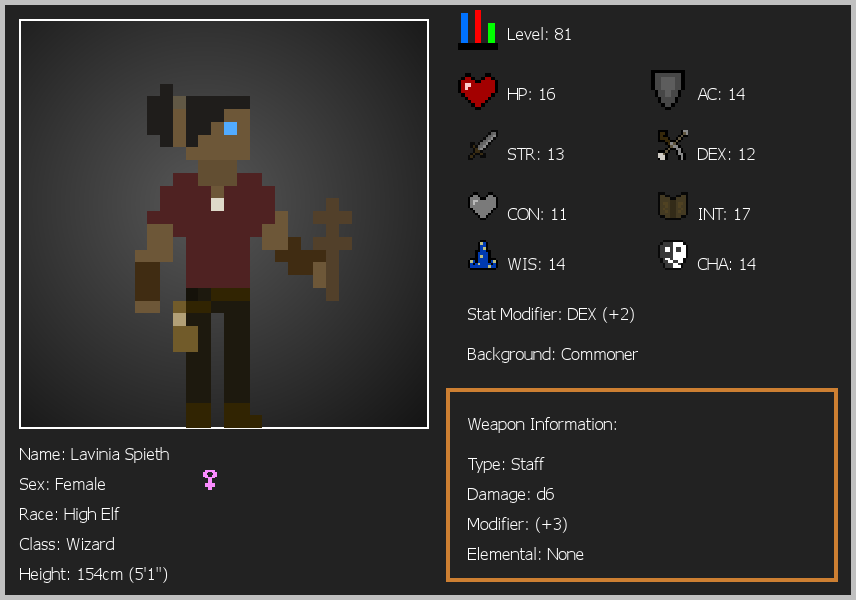 Level: 81
HP: 16
AC: 14
STR: 13
DEX: 12
CON: 11
INT: 17
WIS: 14
CHA: 14
Stat Modifier: DEX (+2)
Background: Commoner
Weapon Information:
Type: Staff
Damage: d6
Modifier: (+3)
Elemental: None
Name: Lavinia Spieth
Sex: Female
Race: High Elf
Class: Wizard
Height: 154cm (5'1")